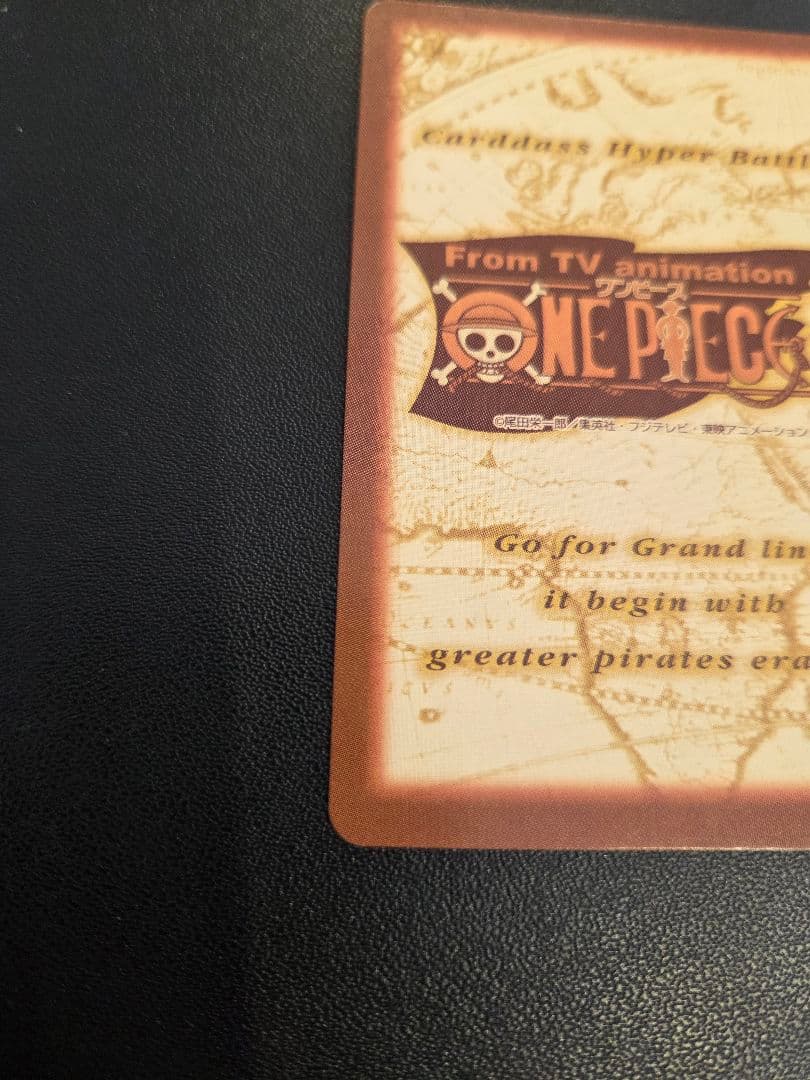 Carddass Hyper Battl
From TV animation
ワンピース
ONE PIECE
©尾田栄一郎／集英社・フジテレビ・東映アニメーション
Go for Grand lin
it begin with
greater pirates era